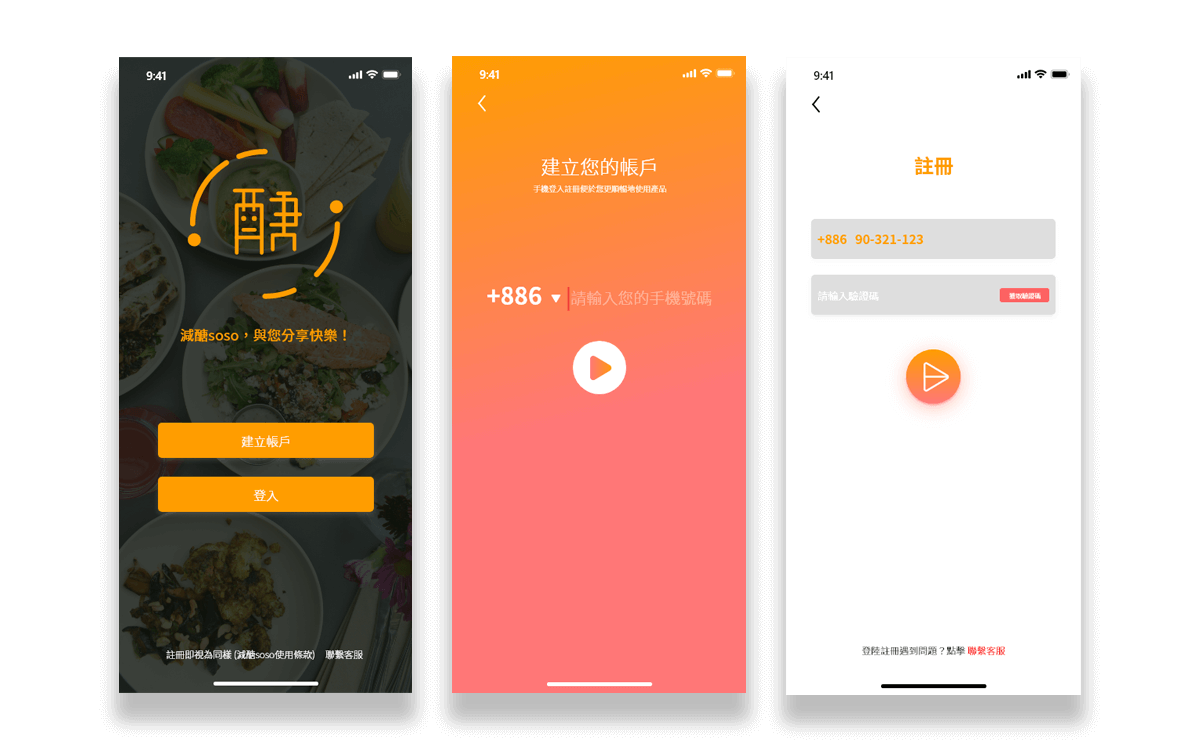 9:41
醣
減醣soso，與您分享快樂！
建立帳戶
登入
註冊即視為同樣 (減醣soso使用條款) 聯繫客服
9:41
建立您的帳戶
手機登入註冊便於您更順暢地使用產品
+886 ▼ 請輸入您的手機號碼
9:41
註冊
+886 90-321-123
請輸入驗證碼 獲取驗證碼
登陸註冊遇到問題？點擊 聯繫客服